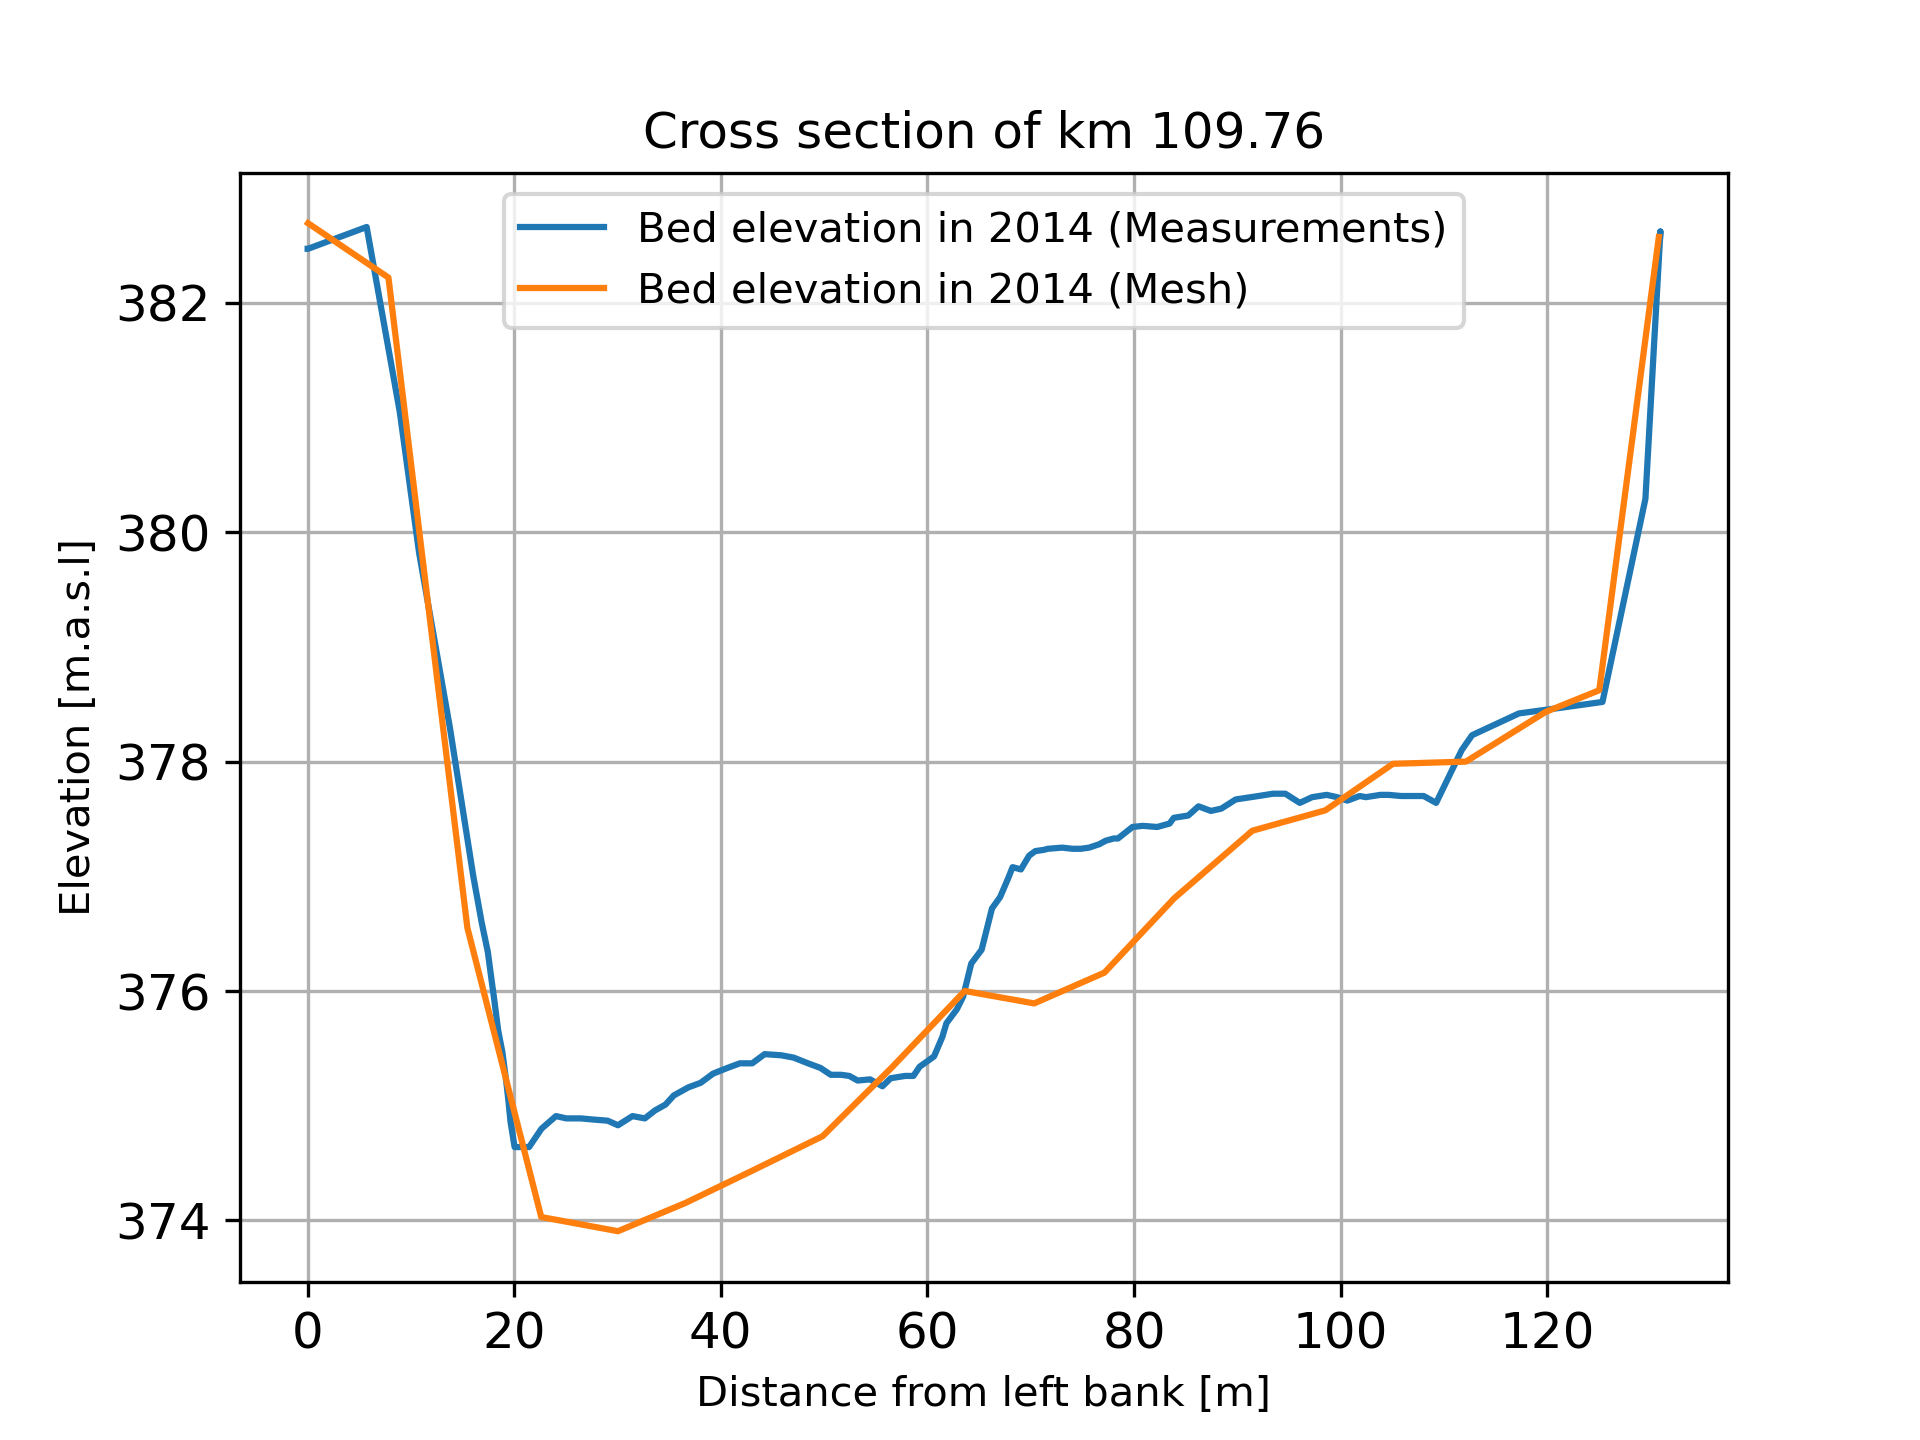 Cross section of km 109.76
Bed elevation in 2014 (Measurements)
Bed elevation in 2014 (Mesh)
Elevation [m.a.s.l]
382
380
378
376
374
0 20 40 60 80 100 120
Distance from left bank [m]